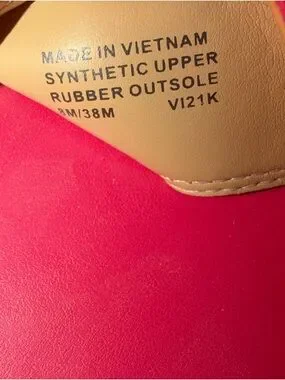 MADE IN VIETNAM
SYNTHETIC UPPER
RUBBER OUTSOLE
8M/38M VI21K